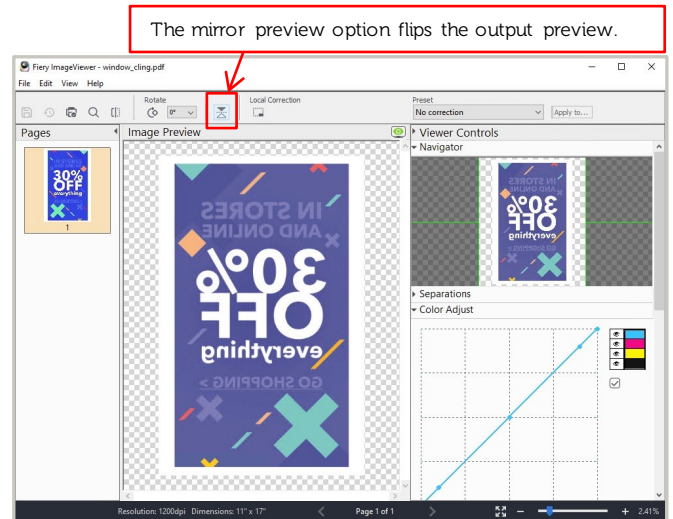 The mirror preview option flips the output preview.
Fiery ImageViewer - window_cling.pdf
File Edit View Help
Rotate
0°
Local Correction
Preset
No correction
Apply to...
Pages
Image Preview
Viewer Controls
Navigator
30%
OFF
everything
1
IN STORES
AND ONLINE
30%
OFF
everything
GO SHOPPING >
IN STORES
AND ONLINE
30%
OFF
everything
GO SHOPPING >
Separations
Color Adjust
Resolution: 1200dpi Dimensions: 11" x 17"
Page 1 of 1
2.41%